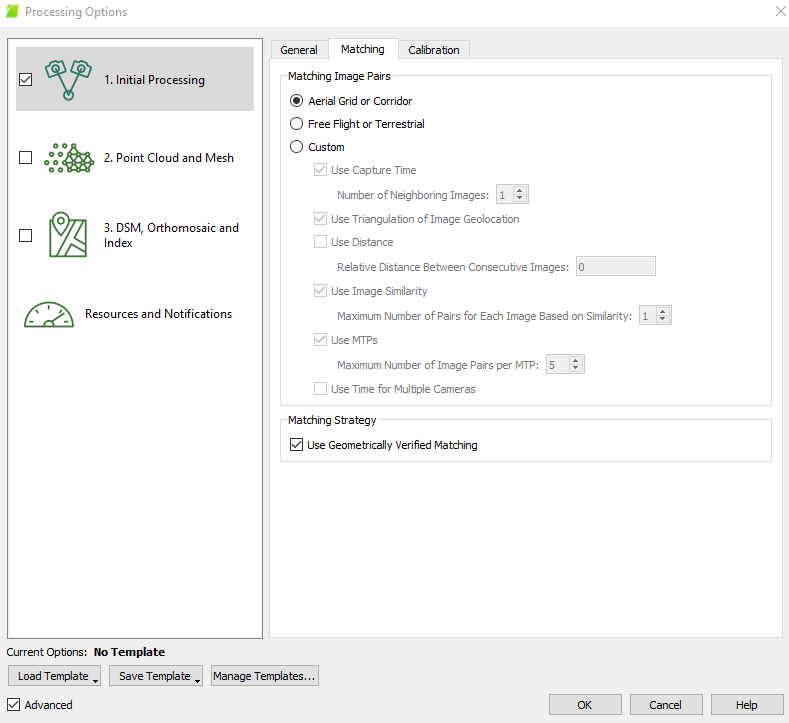 Processing Options
1. Initial Processing
2. Point Cloud and Mesh
3. DSM, Orthomosaic and
Index
Resources and Notifications
General Matching Calibration
Matching Image Pairs
Aerial Grid or Corridor
Free Flight or Terrestrial
Custom
Use Capture Time
Number of Neighboring Images: 1
Use Triangulation of Image Geolocation
Use Distance
Relative Distance Between Consecutive Images: 0
Use Image Similarity
Maximum Number of Pairs for Each Image Based on Similarity: 1
Use MTPs
Maximum Number of Image Pairs per MTP: 5
Use Time for Multiple Cameras
Matching Strategy
Use Geometrically Verified Matching
Current Options: No Template
Load Template Save Template Manage Templates...
Advanced
OK Cancel Help